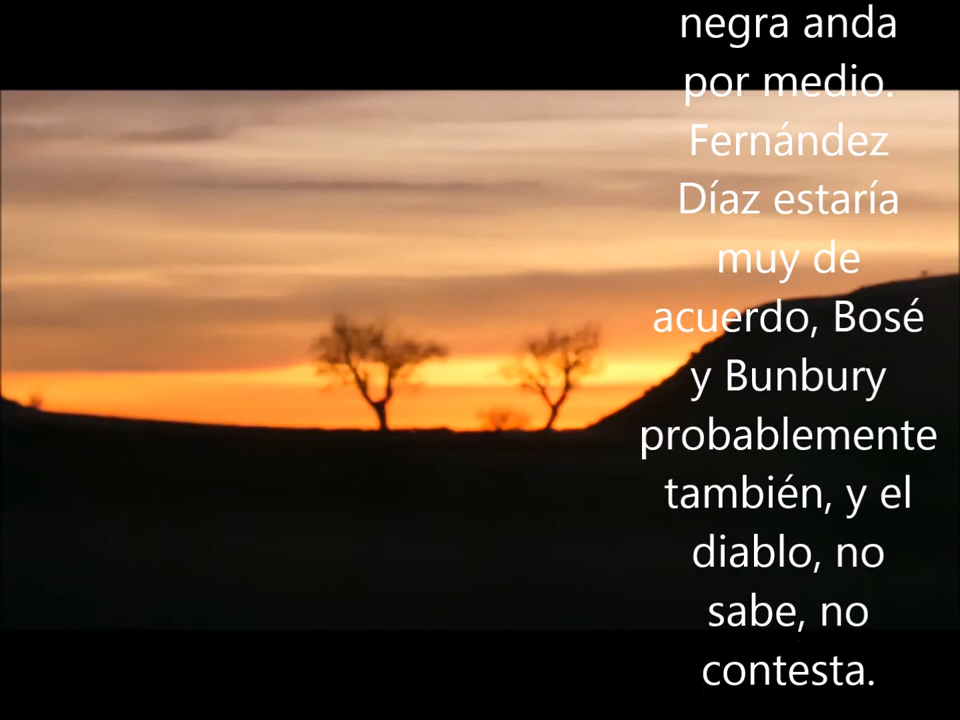 negra anda
por medio.
Fernández
Díaz estaría
muy de
acuerdo, Bosé
y Bunbury
probablemente
también, y el
diablo, no
sabe, no
contesta.